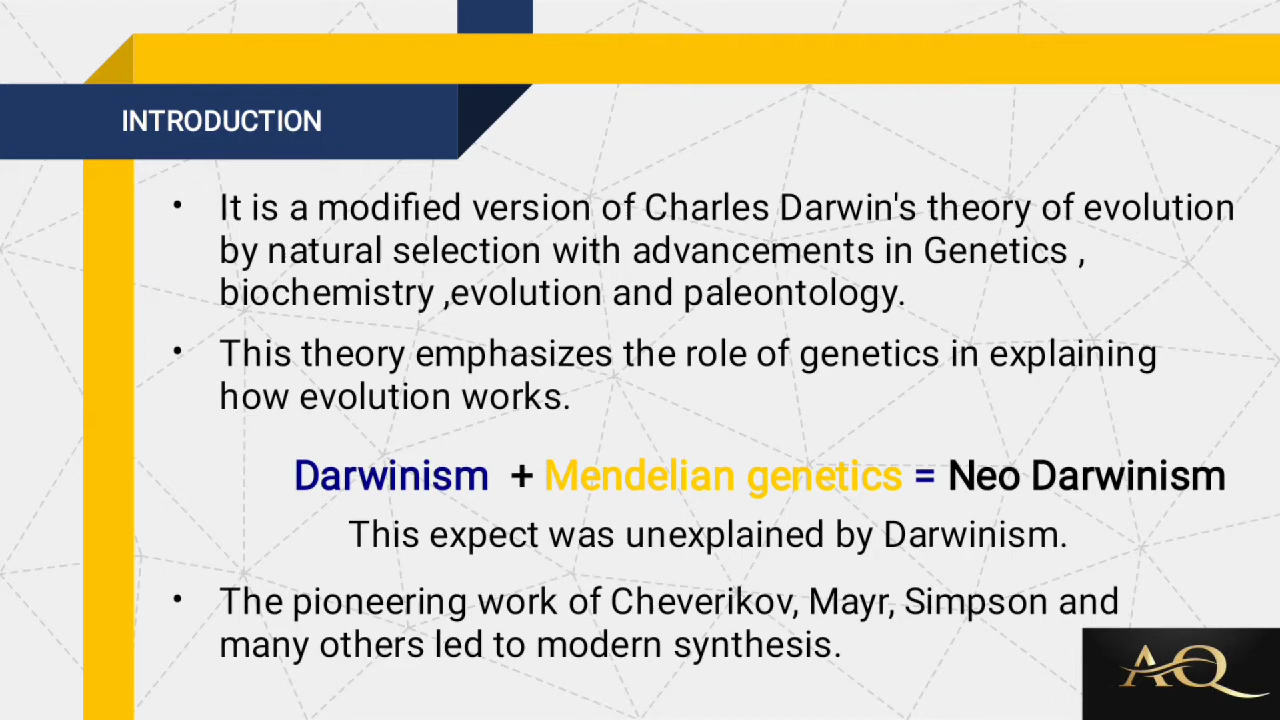 INTRODUCTION
• It is a modified version of Charles Darwin's theory of evolution
by natural selection with advancements in Genetics ,
biochemistry ,evolution and paleontology.
• This theory emphasizes the role of genetics in explaining
how evolution works.
Darwinism + Mendelian genetics = Neo Darwinism
This expect was unexplained by Darwinism.
• The pioneering work of Cheverikov, Mayr, Simpson and
many others led to modern synthesis.
AQ